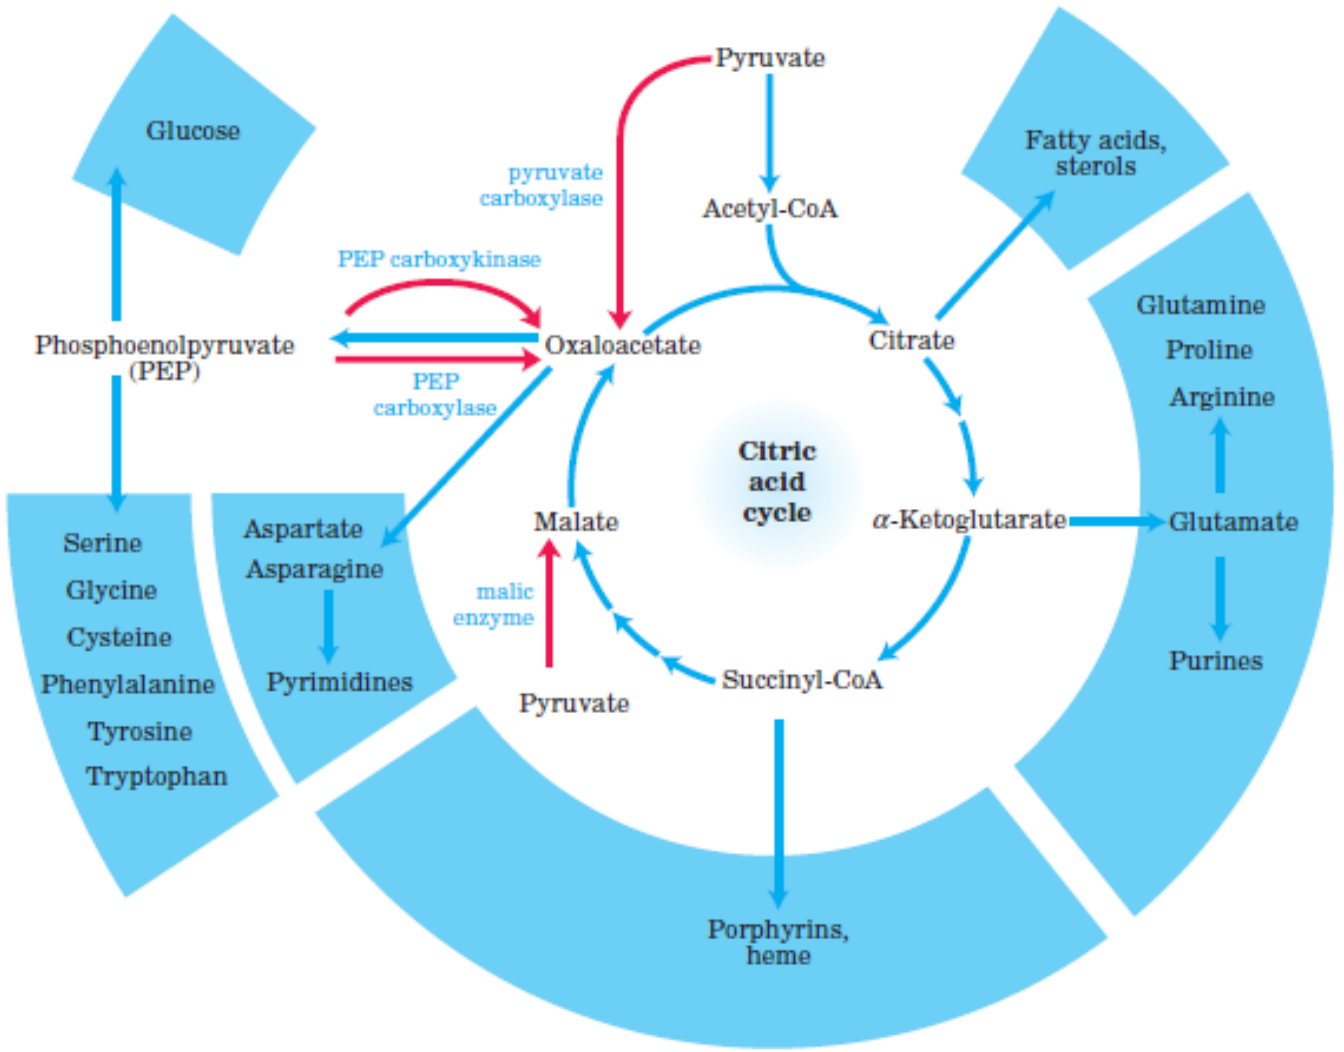 Pyruvate
Glucose
Fatty acids,
sterols
pyruvate
carboxylase
Acetyl-CoA
PEP carboxykinase
Phosphoenolpyruvate
(PEP)
Oxaloacetate
Citrate
PEP
carboxylase
Glutamine
Proline
Arginine
Citric
acid
cycle
Malate
α-Ketoglutarate
Glutamate
Purines
malic
enzyme
Pyruvate
Succinyl-CoA
Aspartate
Asparagine
Pyrimidines
Serine
Glycine
Cysteine
Phenylalanine
Tyrosine
Tryptophan
Porphyrins,
heme